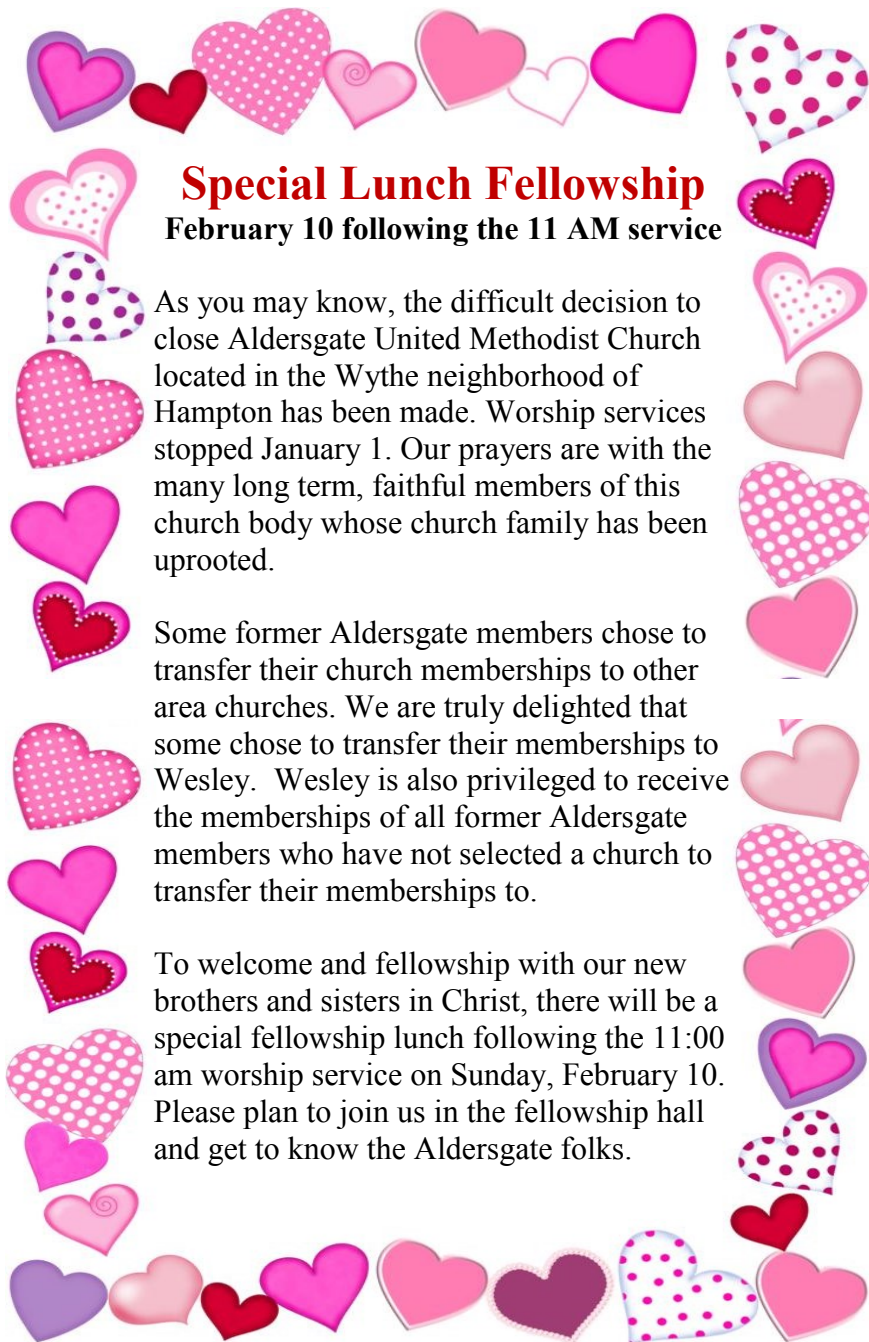 Special Lunch Fellowship
February 10 following the 11 AM service
As you may know, the difficult decision to
close Aldersgate United Methodist Church
located in the Wythe neighborhood of
Hampton has been made. Worship services
stopped January 1. Our prayers are with the
many long term, faithful members of this
church body whose church family has been
uprooted.
Some former Aldersgate members chose to
transfer their church memberships to other
area churches. We are truly delighted that
some chose to transfer their memberships to
Wesley.  Wesley is also privileged to receive
the memberships of all former Aldersgate
members who have not selected a church to
transfer their memberships to.
To welcome and fellowship with our new
brothers and sisters in Christ, there will be a
special fellowship lunch following the 11:00
am worship service on Sunday, February 10.
Please plan to join us in the fellowship hall
and get to know the Aldersgate folks.